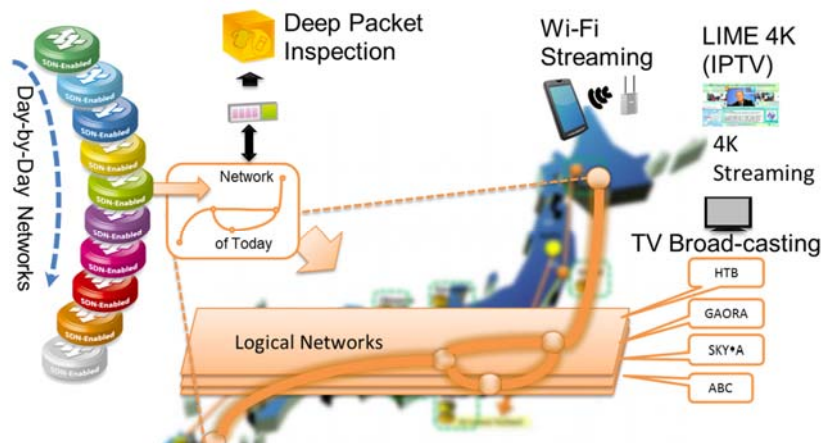 Deep Packet
Inspection
Wi-Fi
Streaming
LIME 4K
(IPTV)
4K
Streaming
TV Broad-casting
HTB
GAORA
SKY♦A
ABC
Day-by-Day Networks
SDN-Enabled
SDN-Enabled
SDN-Enabled
SDN-Enabled
SDN-Enabled
SDN-Enabled
SDN-Enabled
SDN-Enabled
SDN-Enabled
SDN-Enabled
Network
of Today
Logical Networks